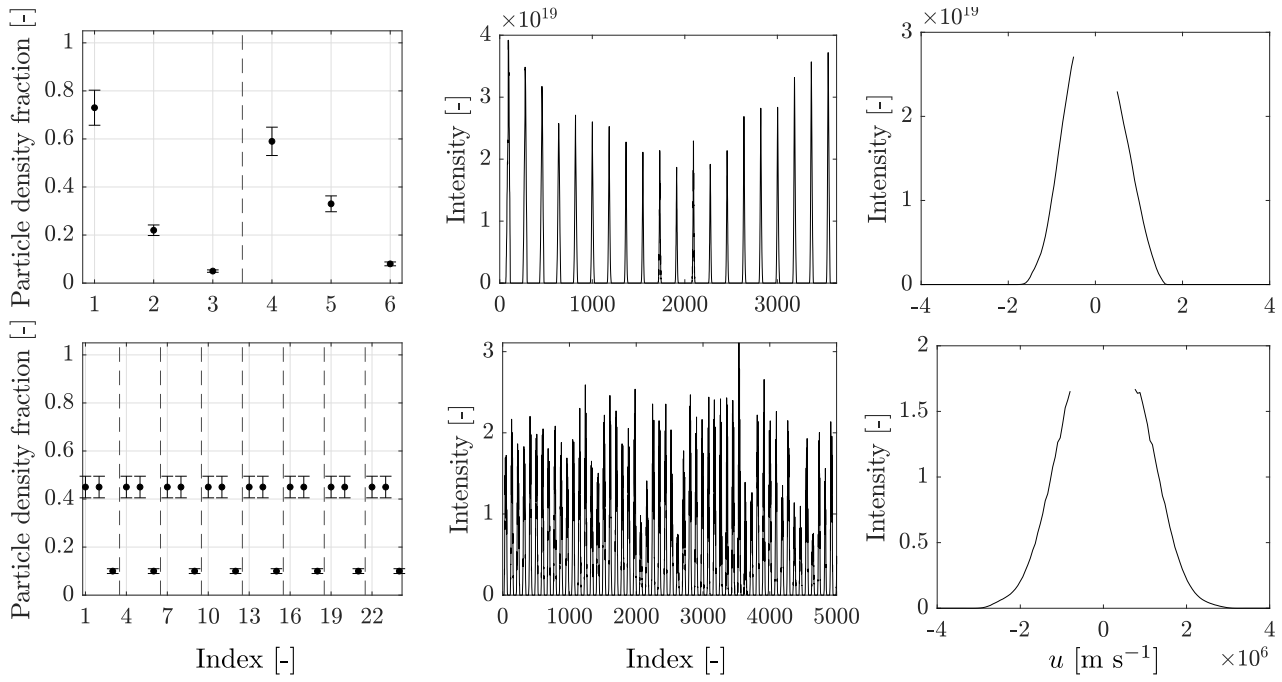 Particle density fraction [-]
1
0.8
0.6
0.4
0.2
0
1 2 3 4 5 6
×10^19
Intensity [-]
4
3
2
1
0
0 1000 2000 3000
×10^19
Intensity [-]
3
2
1
0
-4 -2 0 2 4
Particle density fraction [-]
1
0.8
0.6
0.4
0.2
0
1 4 7 10 13 16 19 22
Index [-]
Intensity [-]
3
2
1
0
0 1000 2000 3000 4000 5000
Index [-]
Intensity [-]
2
1.5
1
0.5
0
-4 -2 0 2 4
u [m s^−1]
×10^6